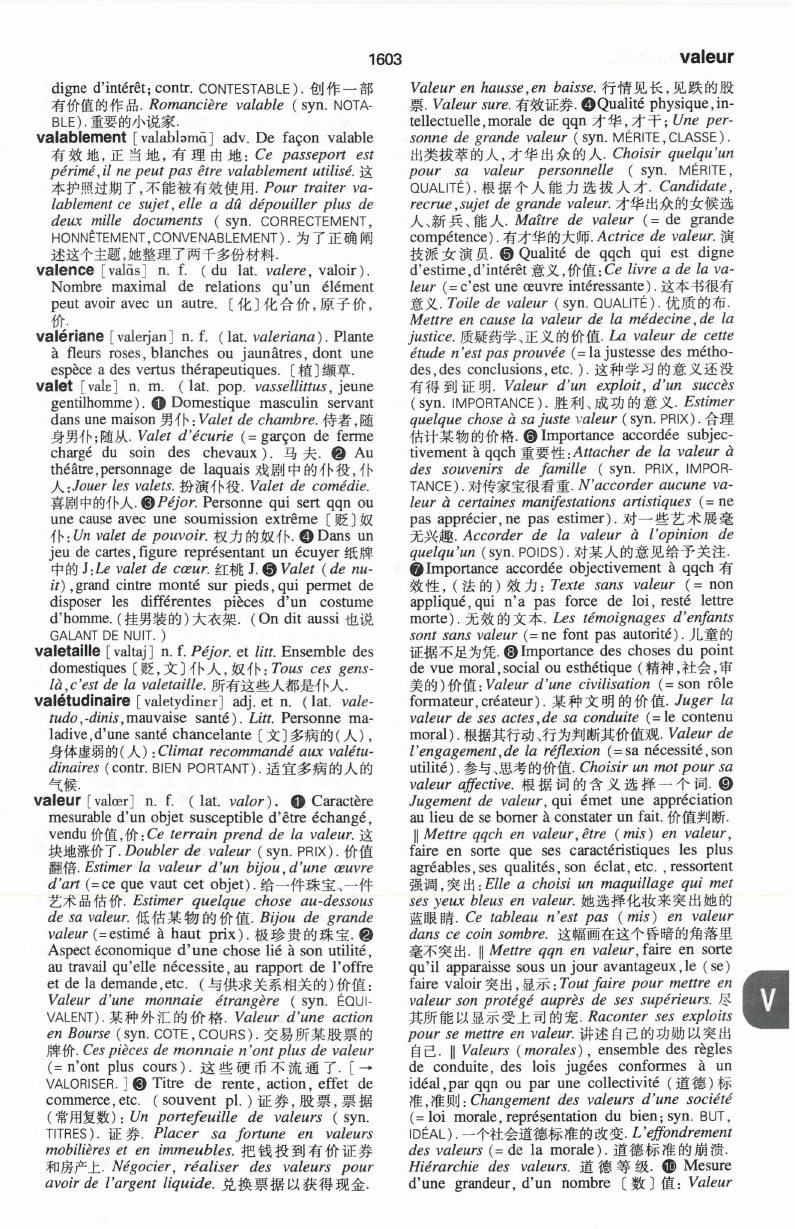 1603
valeur
digne d'intérêt; contr. CONTESTABLE). 创作一部
有价值的作品. Romancière valable ( syn. NOTA-
BLE). 重要的小说家.
valablement [valabləmɑ̃] adv. De façon valable
有效地,正当地,有理由地: Ce passeport est
périmé, il ne peut pas être valablement utilisé. 这
本护照过期了,不能被有效使用. Pour traiter va-
lablement ce sujet, elle a dû dépouiller plus de
deux mille documents ( syn. CORRECTEMENT,
HONNÊTEMENT, CONVENABLEMENT). 为了正确阐
述这个主题,她整理了两千多份材料.
valence [valɑ̃s] n. f. ( du lat. valere, valoir).
Nombre maximal de relations qu'un élément
peut avoir avec un autre. 〔化〕化合价,原子价,
价.
valériane [valerjan] n. f. ( lat. valeriana). Plante
à fleurs roses, blanches ou jaunâtres, dont une
espèce a des vertus thérapeutiques. 〔植〕缬草.
valet [valɛ] n. m. ( lat. pop. vassellittus, jeune
gentilhomme). ❶ Domestique masculin servant
dans une maison 男仆: Valet de chambre. 侍者,随
身男仆;随从. Valet d'écurie (= garçon de ferme
chargé du soin des chevaux). 马夫. ❷ Au
théâtre, personnage de laquais 戏剧中的仆役,仆
人: Jouer les valets. 扮演仆役. Valet de comédie.
喜剧中的仆人. ❸ Péjor. Personne qui sert qqn ou
une cause avec une soumission extrême〔贬〕奴
仆: Un valet de pouvoir. 权力的奴仆. ❹ Dans un
jeu de cartes, figure représentant un écuyer 纸牌
中的 J: Le valet de cœur. 红桃 J. ❺ Valet (de nu-
it), grand cintre monté sur pieds, qui permet de
disposer les différentes pièces d'un costume
d'homme. (挂男装的)大衣架. (On dit aussi 也说
GALANT DE NUIT.)
valetaille [valtaj] n. f. Péjor. et litt. Ensemble des
domestiques〔贬,文〕仆人,奴仆: Tous ces gens-
là, c'est de la valetaille. 所有这些人都是仆人.
valétudinaire [valetydinɛr] adj. et n. ( lat. vale-
tudo, -dinis, mauvaise santé). Litt. Personne ma-
ladive, d'une santé chancelante〔文〕多病的(人),
身体虚弱的(人): Climat recommandé aux valétu-
dinaires (contr. BIEN PORTANT). 适宜多病的人的
气候.
valeur [valœr] n. f. ( lat. valor). ❶ Caractère
mesurable d'un objet susceptible d'être échangé,
vendu 价值,价: Ce terrain prend de la valeur. 这
块地涨价了. Doubler de valeur ( syn. PRIX). 价值
翻倍. Estimer la valeur d'un bijou, d'une œuvre
d'art (= ce que vaut cet objet). 给一件珠宝、一件
艺术品估价. Estimer quelque chose au-dessous
de sa valeur. 低估某物的价值. Bijou de grande
valeur (= estimé à haut prix). 极珍贵的珠宝. ❷
Aspect économique d'une chose lié à son utilité,
au travail qu'elle nécessite, au rapport de l'offre
et de la demande, etc. (与供求关系相关的)价值:
Valeur d'une monnaie étrangère ( syn. ÉQUI-
VALENT). 某种外汇的价格. Valeur d'une action
en Bourse (syn. COTE, COURS). 交易所某股票的
牌价. Ces pièces de monnaie n'ont plus de valeur
(= n'ont plus cours). 这些硬币不流通了. [→
VALORISER.] ❸ Titre de rente, action, effet de
commerce, etc. ( souvent pl. ) 证券,股票,票据
(常用复数): Un portefeuille de valeurs ( syn.
TITRES). 证券. Placer sa fortune en valeurs
mobilières et en immeubles. 把钱投到有价证券
和房产上. Négocier, réaliser des valeurs pour
avoir de l'argent liquide. 兑换票据以获得现金.
Valeur en hausse, en baisse. 行情见长,见跌的股
票. Valeur sure. 有效证券. ❹ Qualité physique, in-
tellectuelle, morale de qqn 才华,才干; Une per-
sonne de grande valeur ( syn. MÉRITE, CLASSE).
出类拔萃的人,才华出众的人. Choisir quelqu'un
pour sa valeur personnelle ( syn. MÉRITE,
QUALITÉ). 根据个人能力选拔人才. Candidate,
recrue, sujet de grande valeur. 才华出众的女候选
人、新兵、能人. Maître de valeur (= de grande
compétence). 有才华的大师. Actrice de valeur. 演
技派女演员. ❺ Qualité de qqch qui est digne
d'estime, d'intérêt 意义,价值: Ce livre a de la va-
leur (= c'est une œuvre intéressante). 这本书很有
意义. Toile de valeur ( syn. QUALITÉ). 优质的布.
Mettre en cause la valeur de la médecine, de la
justice. 质疑药学、正义的价值. La valeur de cette
étude n'est pas prouvée (= la justesse des métho-
des, des conclusions, etc. ). 这种学习的意义还没
有得到证明. Valeur d'un exploit, d'un succès
( syn. IMPORTANCE). 胜利、成功的意义. Estimer
quelque chose à sa juste valeur ( syn. PRIX). 合理
估计某物的价格. ❻ Importance accordée subjec-
tivement à qqch 重要性: Attacher de la valeur à
des souvenirs de famille ( syn. PRIX, IMPOR-
TANCE). 对传家宝很看重. N'accorder aucune va-
leur à certaines manifestations artistiques (= ne
pas apprécier, ne pas estimer). 对一些艺术展毫
无兴趣. Accorder de la valeur à l'opinion de
quelqu'un (syn. POIDS). 对某人的意见给予关注.
❼ Importance accordée objectivement à qqch 有
效性, (法的) 效力: Texte sans valeur (= non
appliqué, qui n'a pas force de loi, resté lettre
morte). 无效的文本. Les témoignages d'enfants
sont sans valeur (= ne font pas autorité). 儿童的
证据不足为凭. ❽ Importance des choses du point
de vue moral, social ou esthétique (精神,社会,审
美的)价值: Valeur d'une civilisation (= son rôle
formateur, créateur). 某种文明的价值. Juger la
valeur de ses actes, de sa conduite (= le contenu
moral). 根据其行动、行为判断其价值观. Valeur de
l'engagement, de la réflexion (= sa nécessité, son
utilité). 参与、思考的价值. Choisir un mot pour sa
valeur affective. 根据词的含义选择一个词. ❾
Jugement de valeur, qui émet une appréciation
au lieu de se borner à constater un fait. 价值判断.
‖ Mettre qqch en valeur, être (mis) en valeur,
faire en sorte que ses caractéristiques les plus
agréables, ses qualités, son éclat, etc. , ressortent
强调,突出: Elle a choisi un maquillage qui met
ses yeux bleus en valeur. 她选择化妆来突出她的
蓝眼睛. Ce tableau n'est pas (mis) en valeur
dans ce coin sombre. 这幅画在这个昏暗的角落里
毫不突出. ‖ Mettre qqn en valeur, faire en sorte
qu'il apparaisse sous un jour avantageux, le (se)
faire valoir 突出,显示: Tout faire pour mettre en
valeur son protégé auprès de ses supérieurs. 尽
其所能以显示受上司的宠. Raconter ses exploits
pour se mettre en valeur. 讲述自己的功勋以突出
自己. ‖ Valeurs (morales), ensemble des règles
de conduite, des lois jugées conformes à un
idéal, par qqn ou par une collectivité (道德)标
准,准则: Changement des valeurs d'une société
(= loi morale, représentation du bien; syn. BUT,
IDÉAL). 一个社会道德标准的改变. L'effondrement
des valeurs (= de la morale). 道德标准的崩溃.
Hiérarchie des valeurs. 道德等级. ❿ Mesure
d'une grandeur, d'un nombre〔数〕值: Valeur
V